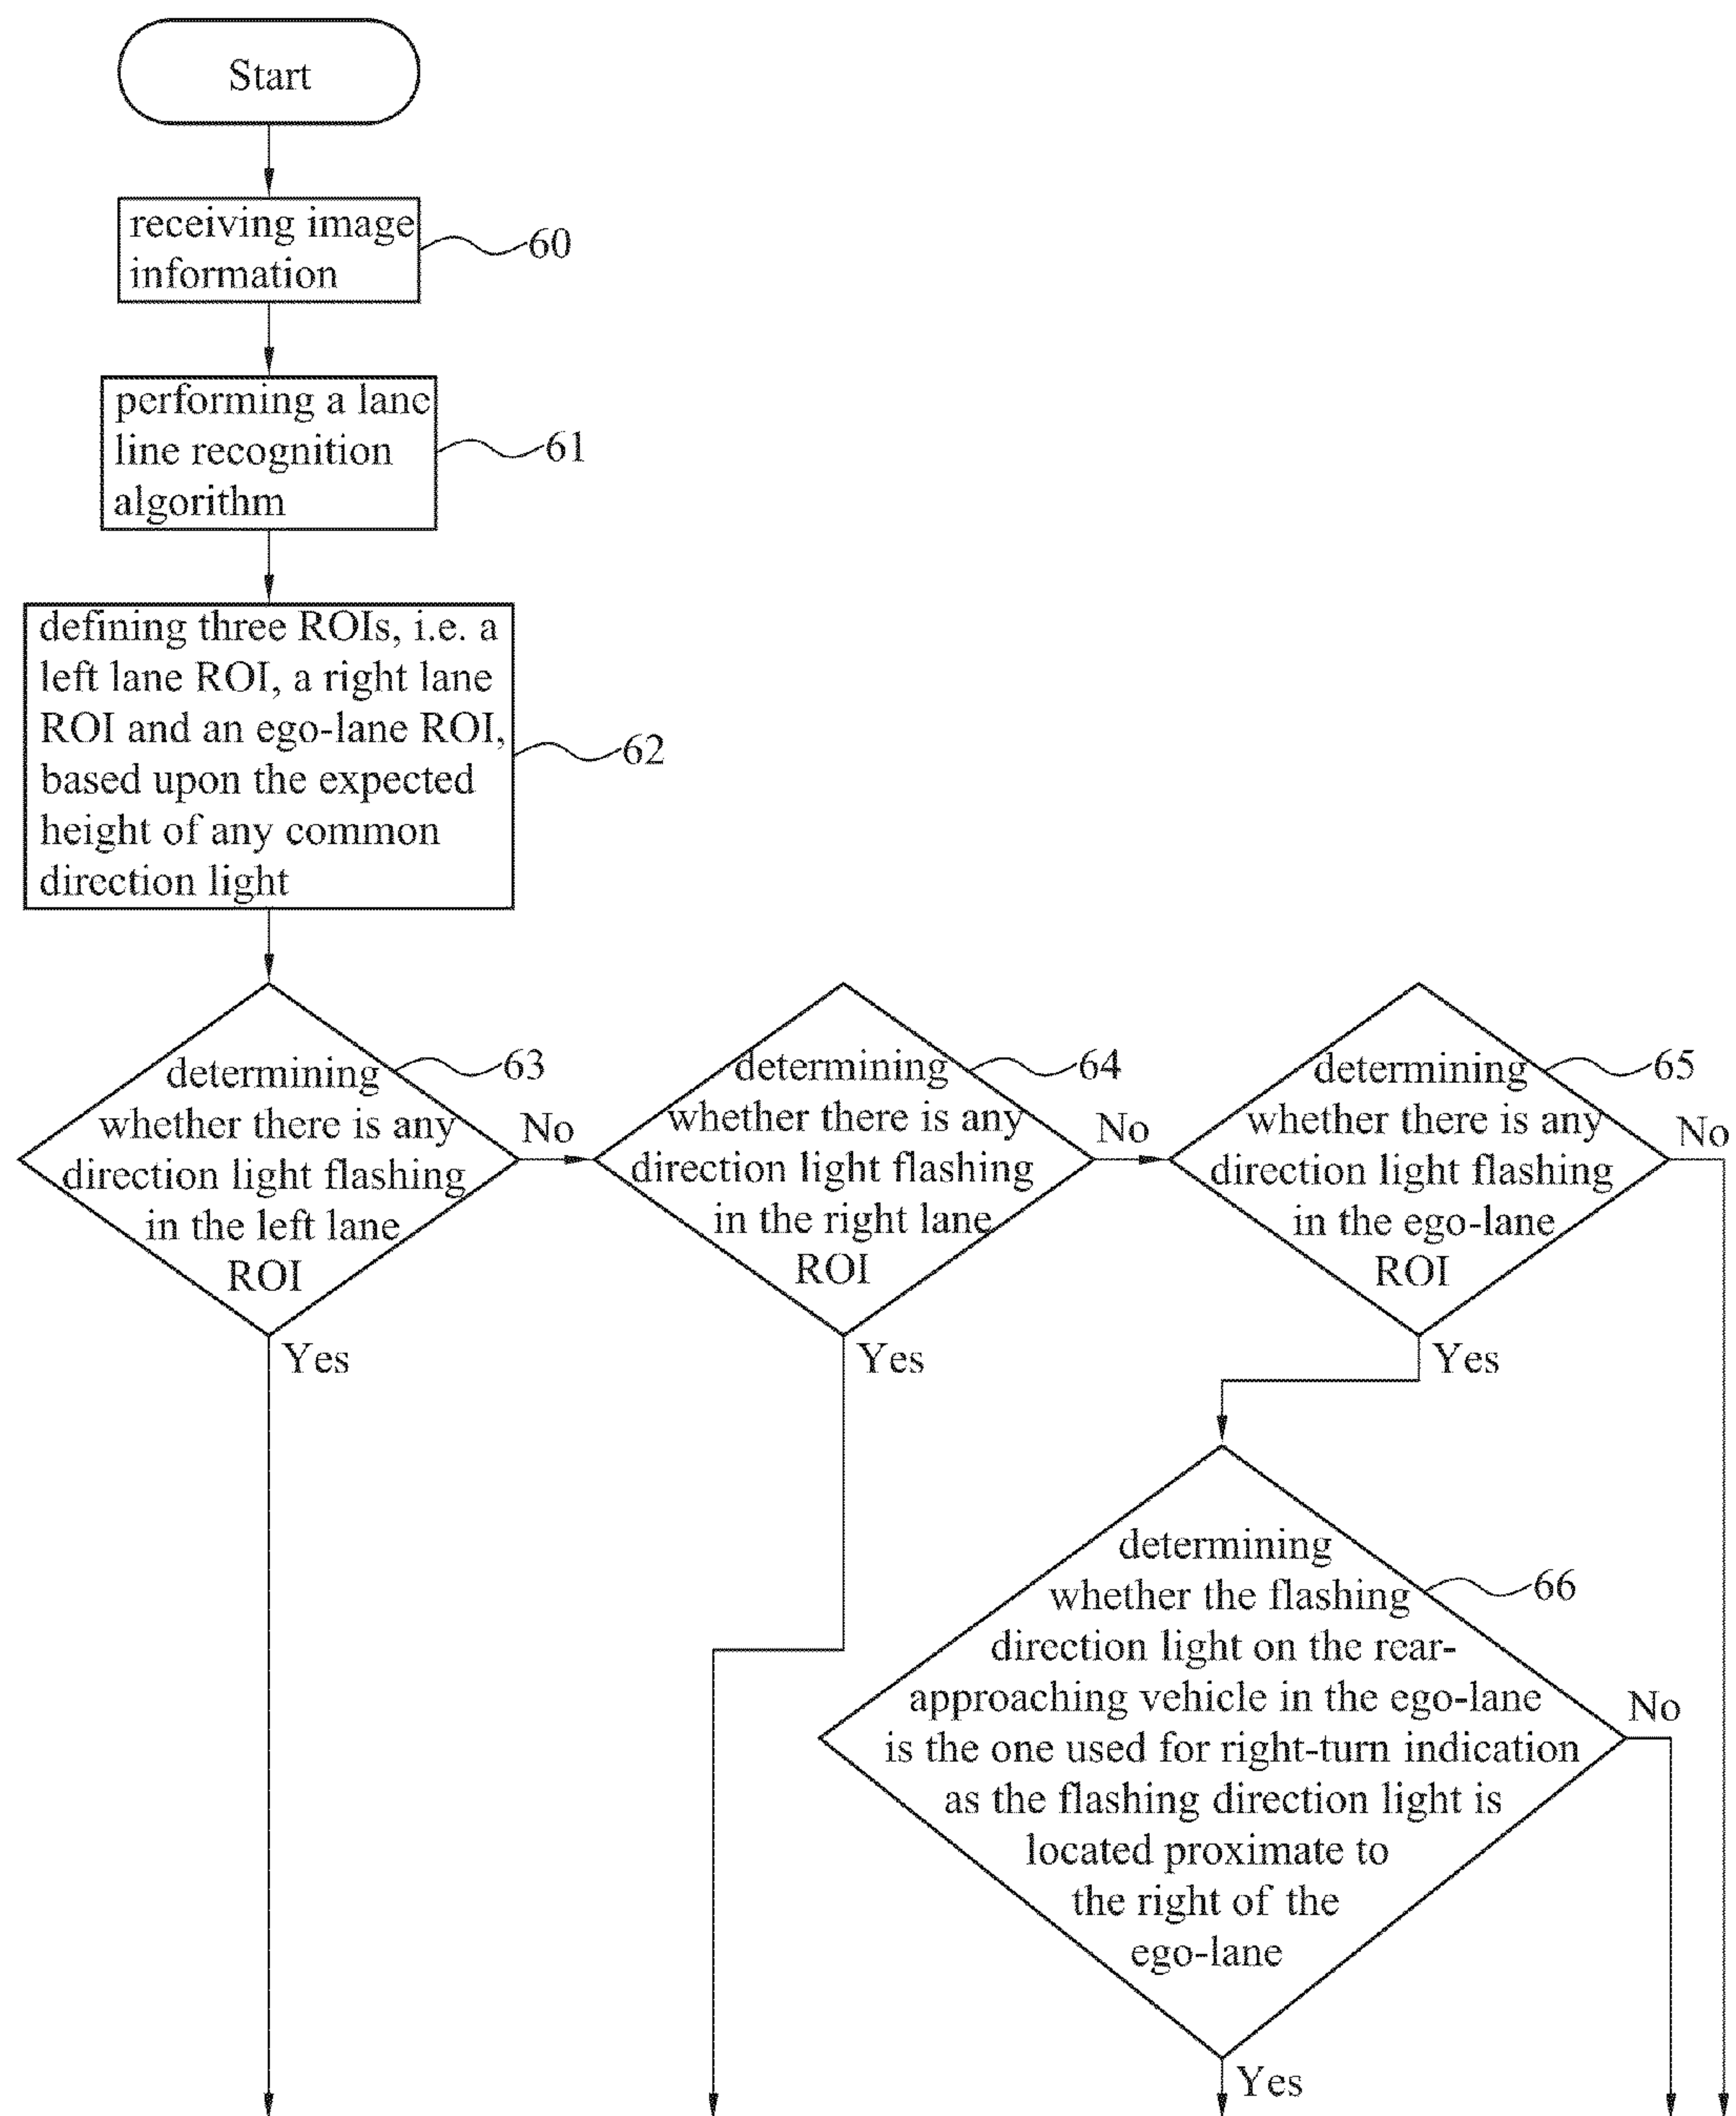 Start
receiving image
information
60
performing a lane
line recognition
algorithm
61
defining three ROIs, i.e. a
left lane ROI, a right lane
ROI and an ego-lane ROI,
based upon the expected
height of any common
direction light
62
determining
whether there is any
direction light flashing
in the left lane
ROI
63
No
Yes
determining
whether there is any
direction light flashing
in the right lane
ROI
64
No
Yes
determining
whether there is any
direction light flashing
in the ego-lane
ROI
65
No
Yes
determining
whether the flashing
direction light on the rear-
approaching vehicle in the ego-lane
is the one used for right-turn indication
as the flashing direction light is
located proximate to
the right of the
ego-lane
66
No
Yes